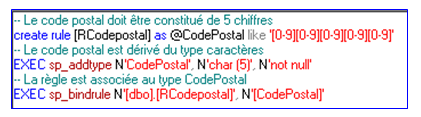 -- Le code postal doit être constitué de 5 chiffres
create rule [RCodepostal] as @CodePostal like '[0-9][0-9][0-9][0-9][0-9]'
-- Le code postal est dérivé du type caractères
EXEC sp_addtype N'CodePostal', N'char (5)', N'not null'
-- La règle est associée au type CodePostal
EXEC sp_bindrule N'[dbo].[RCodepostal]', N'[CodePostal]'